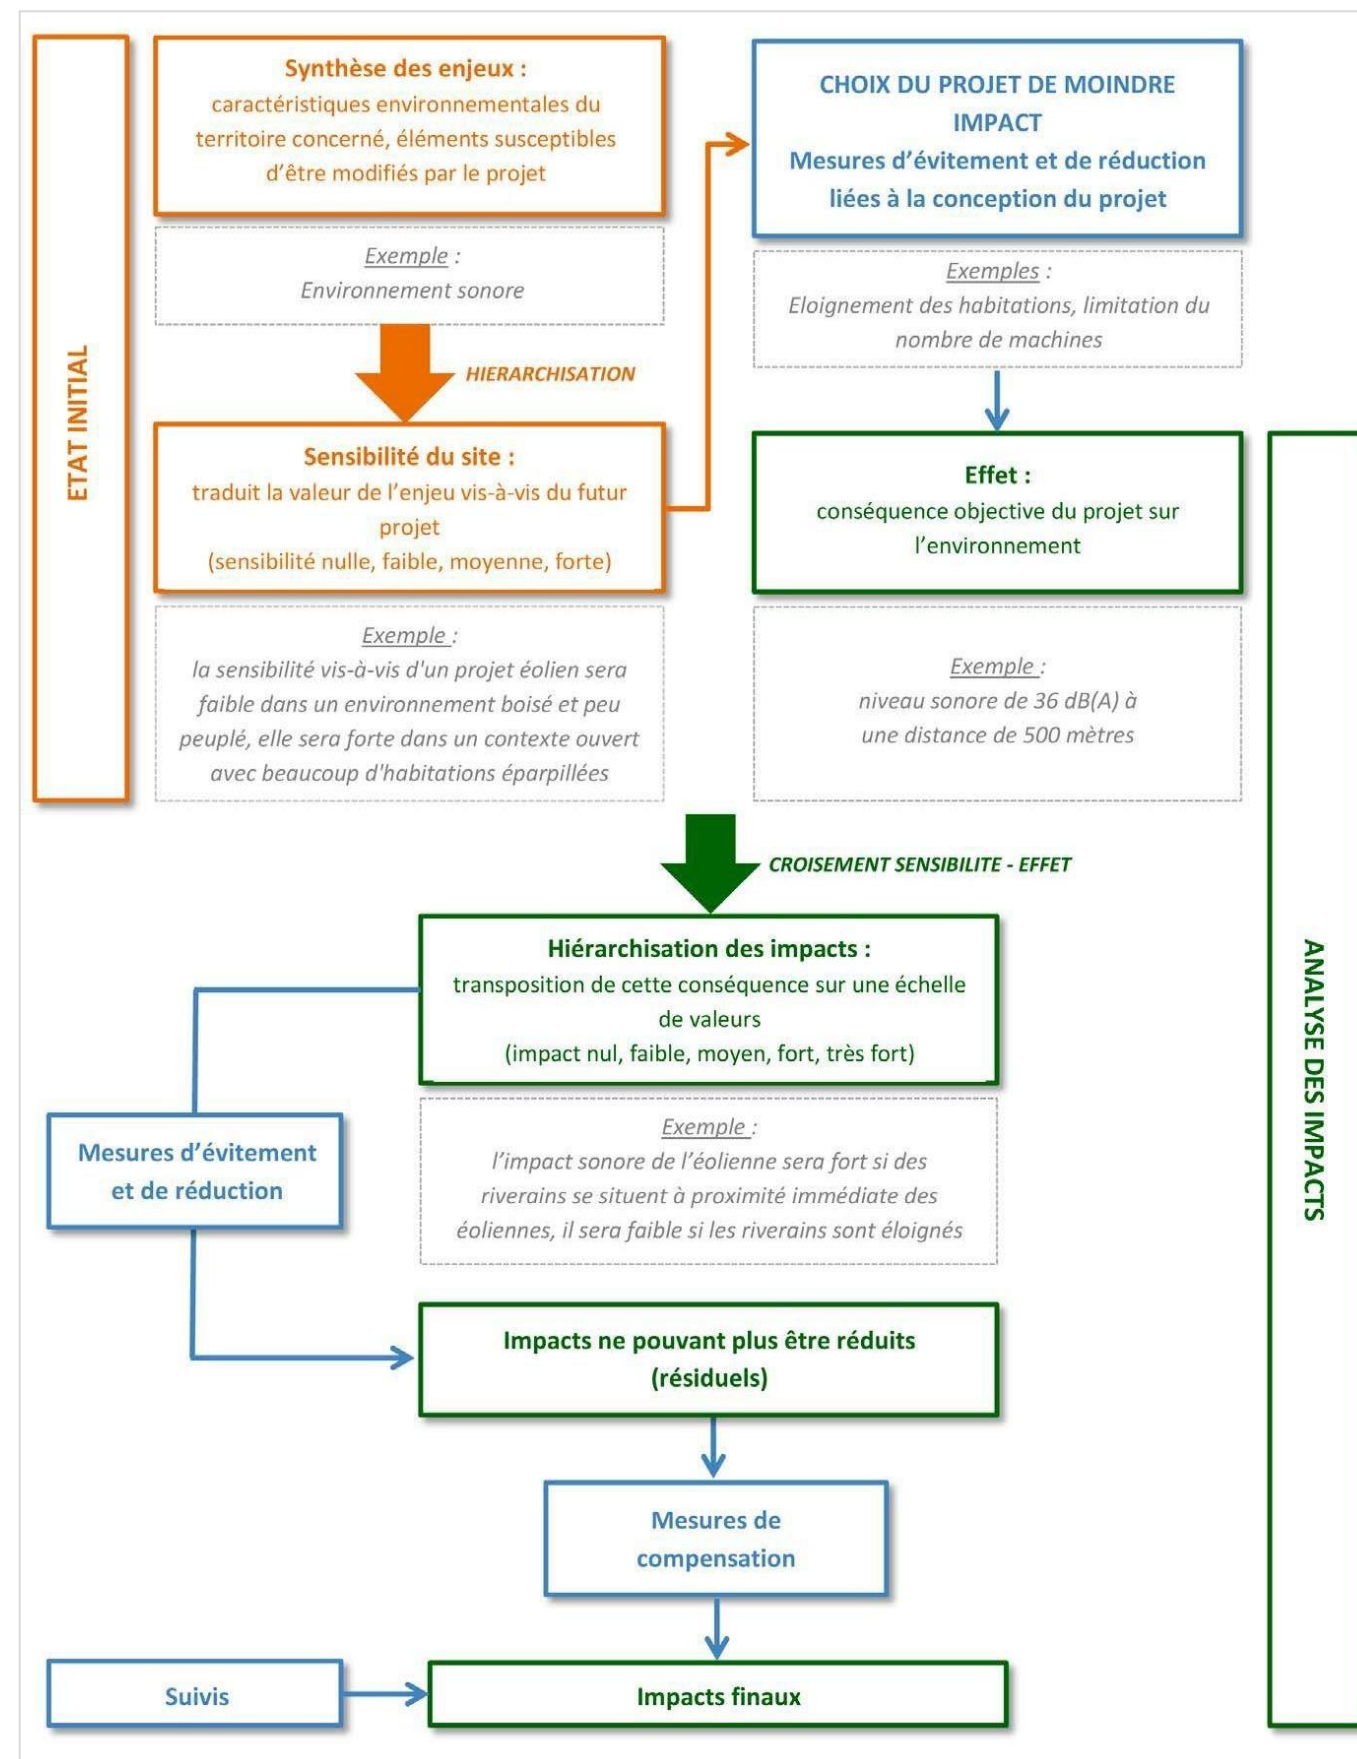 ETAT INITIAL
Synthèse des enjeux :
caractéristiques environnementales du
territoire concerné, éléments susceptibles
d’être modifiés par le projet
Exemple :
Environnement sonore
HIERARCHISATION
Sensibilité du site :
traduit la valeur de l’enjeu vis-à-vis du futur
projet
(sensibilité nulle, faible, moyenne, forte)
Exemple :
la sensibilité vis-à-vis d'un projet éolien sera
faible dans un environnement boisé et peu
peuplé, elle sera forte dans un contexte ouvert
avec beaucoup d'habitations éparpillées
CHOIX DU PROJET DE MOINDRE
IMPACT
Mesures d’évitement et de réduction
liées à la conception du projet
Exemples :
Eloignement des habitations, limitation du
nombre de machines
Effet :
conséquence objective du projet sur
l’environnement
Exemple :
niveau sonore de 36 dB(A) à
une distance de 500 mètres
CROISEMENT SENSIBILITE - EFFET
Hiérarchisation des impacts :
transposition de cette conséquence sur une échelle
de valeurs
(impact nul, faible, moyen, fort, très fort)
Exemple :
l’impact sonore de l’éolienne sera fort si des
riverains se situent à proximité immédiate des
éoliennes, il sera faible si les riverains sont éloignés
Mesures d’évitement
et de réduction
Impacts ne pouvant plus être réduits
(résiduels)
Mesures de
compensation
Suivis
Impacts finaux
ANALYSE DES IMPACTS